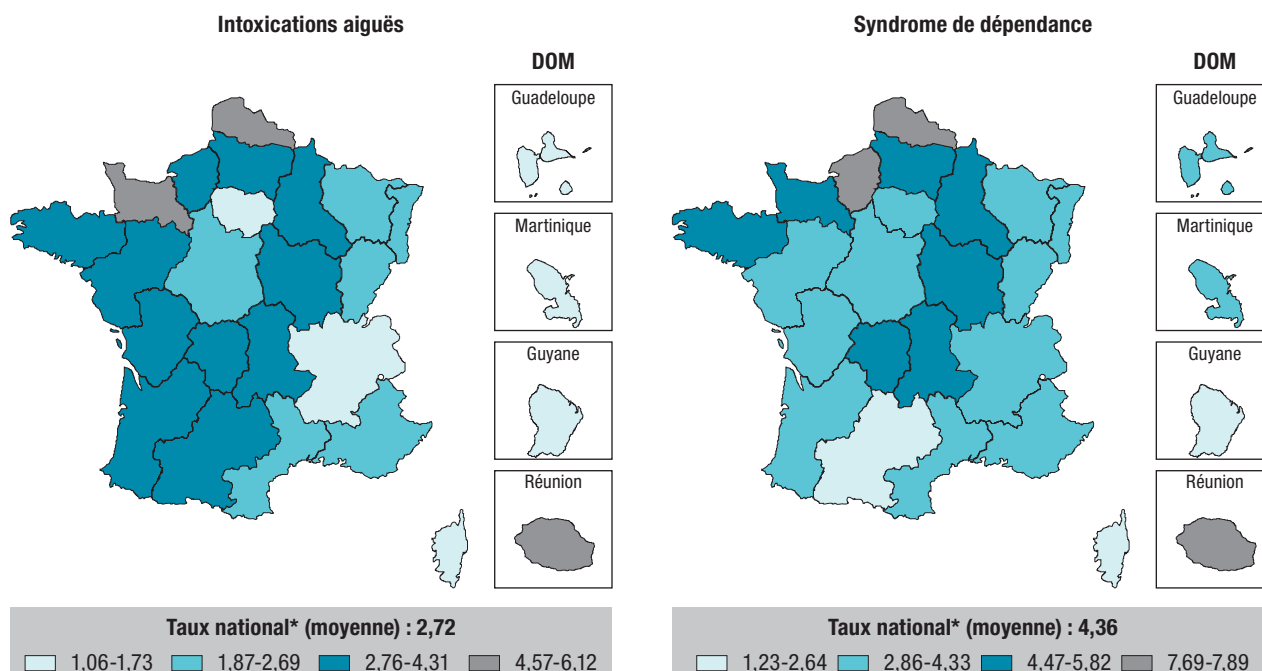 Intoxications aiguës
DOM
Guadeloupe
Martinique
Guyane
Réunion
Taux national* (moyenne) : 2,72
1,06-1,73 1,87-2,69 2,76-4,31 4,57-6,12
Syndrome de dépendance
DOM
Guadeloupe
Martinique
Guyane
Réunion
Taux national* (moyenne) : 4,36
1,23-2,64 2,86-4,33 4,47-5,82 7,69-7,89